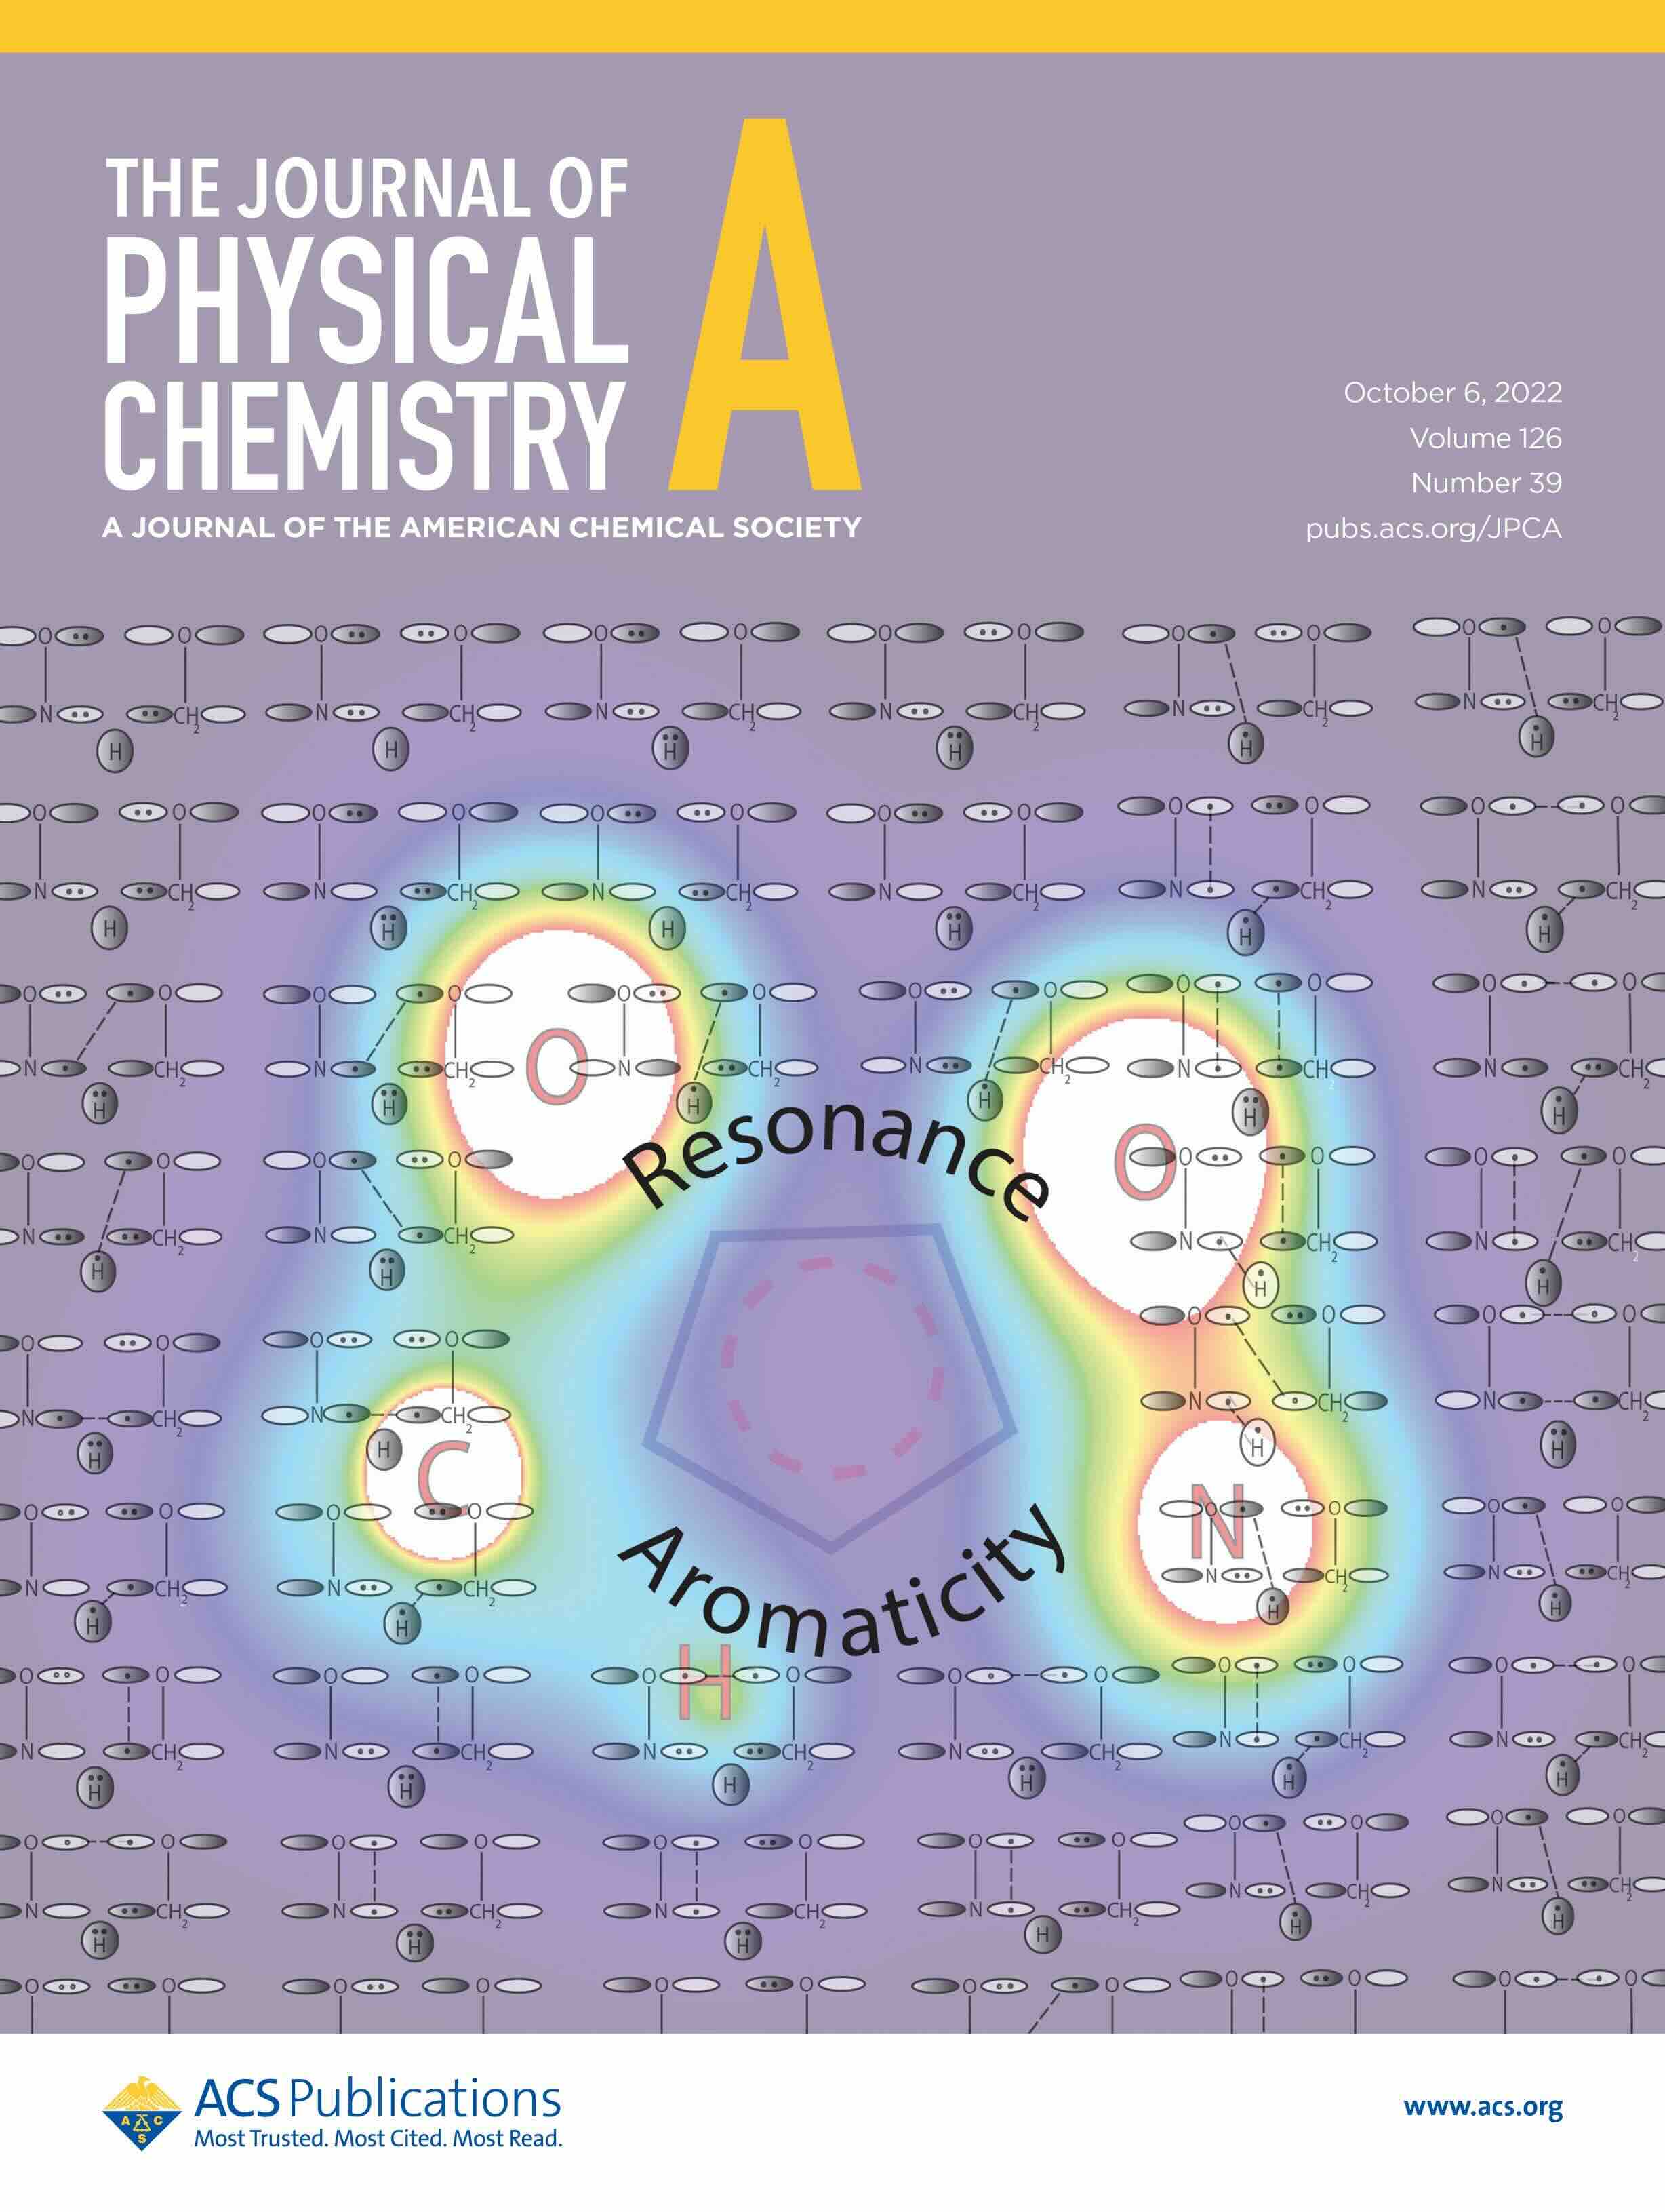 THE JOURNAL OF
PHYSICAL
CHEMISTRY
A
A JOURNAL OF THE AMERICAN CHEMICAL SOCIETY
October 6, 2022
Volume 126
Number 39
pubs.acs.org/JPCA
O
O
Resonance
C
N
Aromaticity
H
ACS Publications
Most Trusted. Most Cited. Most Read.
www.acs.org